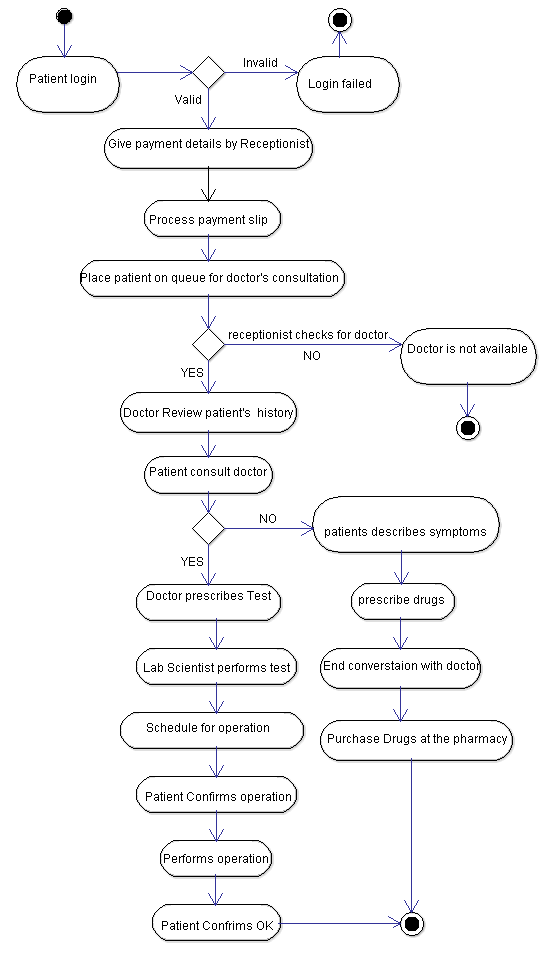 Patient login
Invalid
Login failed
Valid
Give payment details by Receptionist
Process payment slip
Place patient on queue for doctor's consultation
receptionist checks for doctor
NO
Doctor is not available
YES
Doctor Review patient's  history
Patient consult doctor
NO
patients describes symptoms
YES
Doctor prescribes Test
prescribe drugs
Lab Scientist performs test
End converstaion with doctor
Schedule for operation
Purchase Drugs at the pharmacy
Patient Confirms operation
Performs operation
Patient Confrims OK